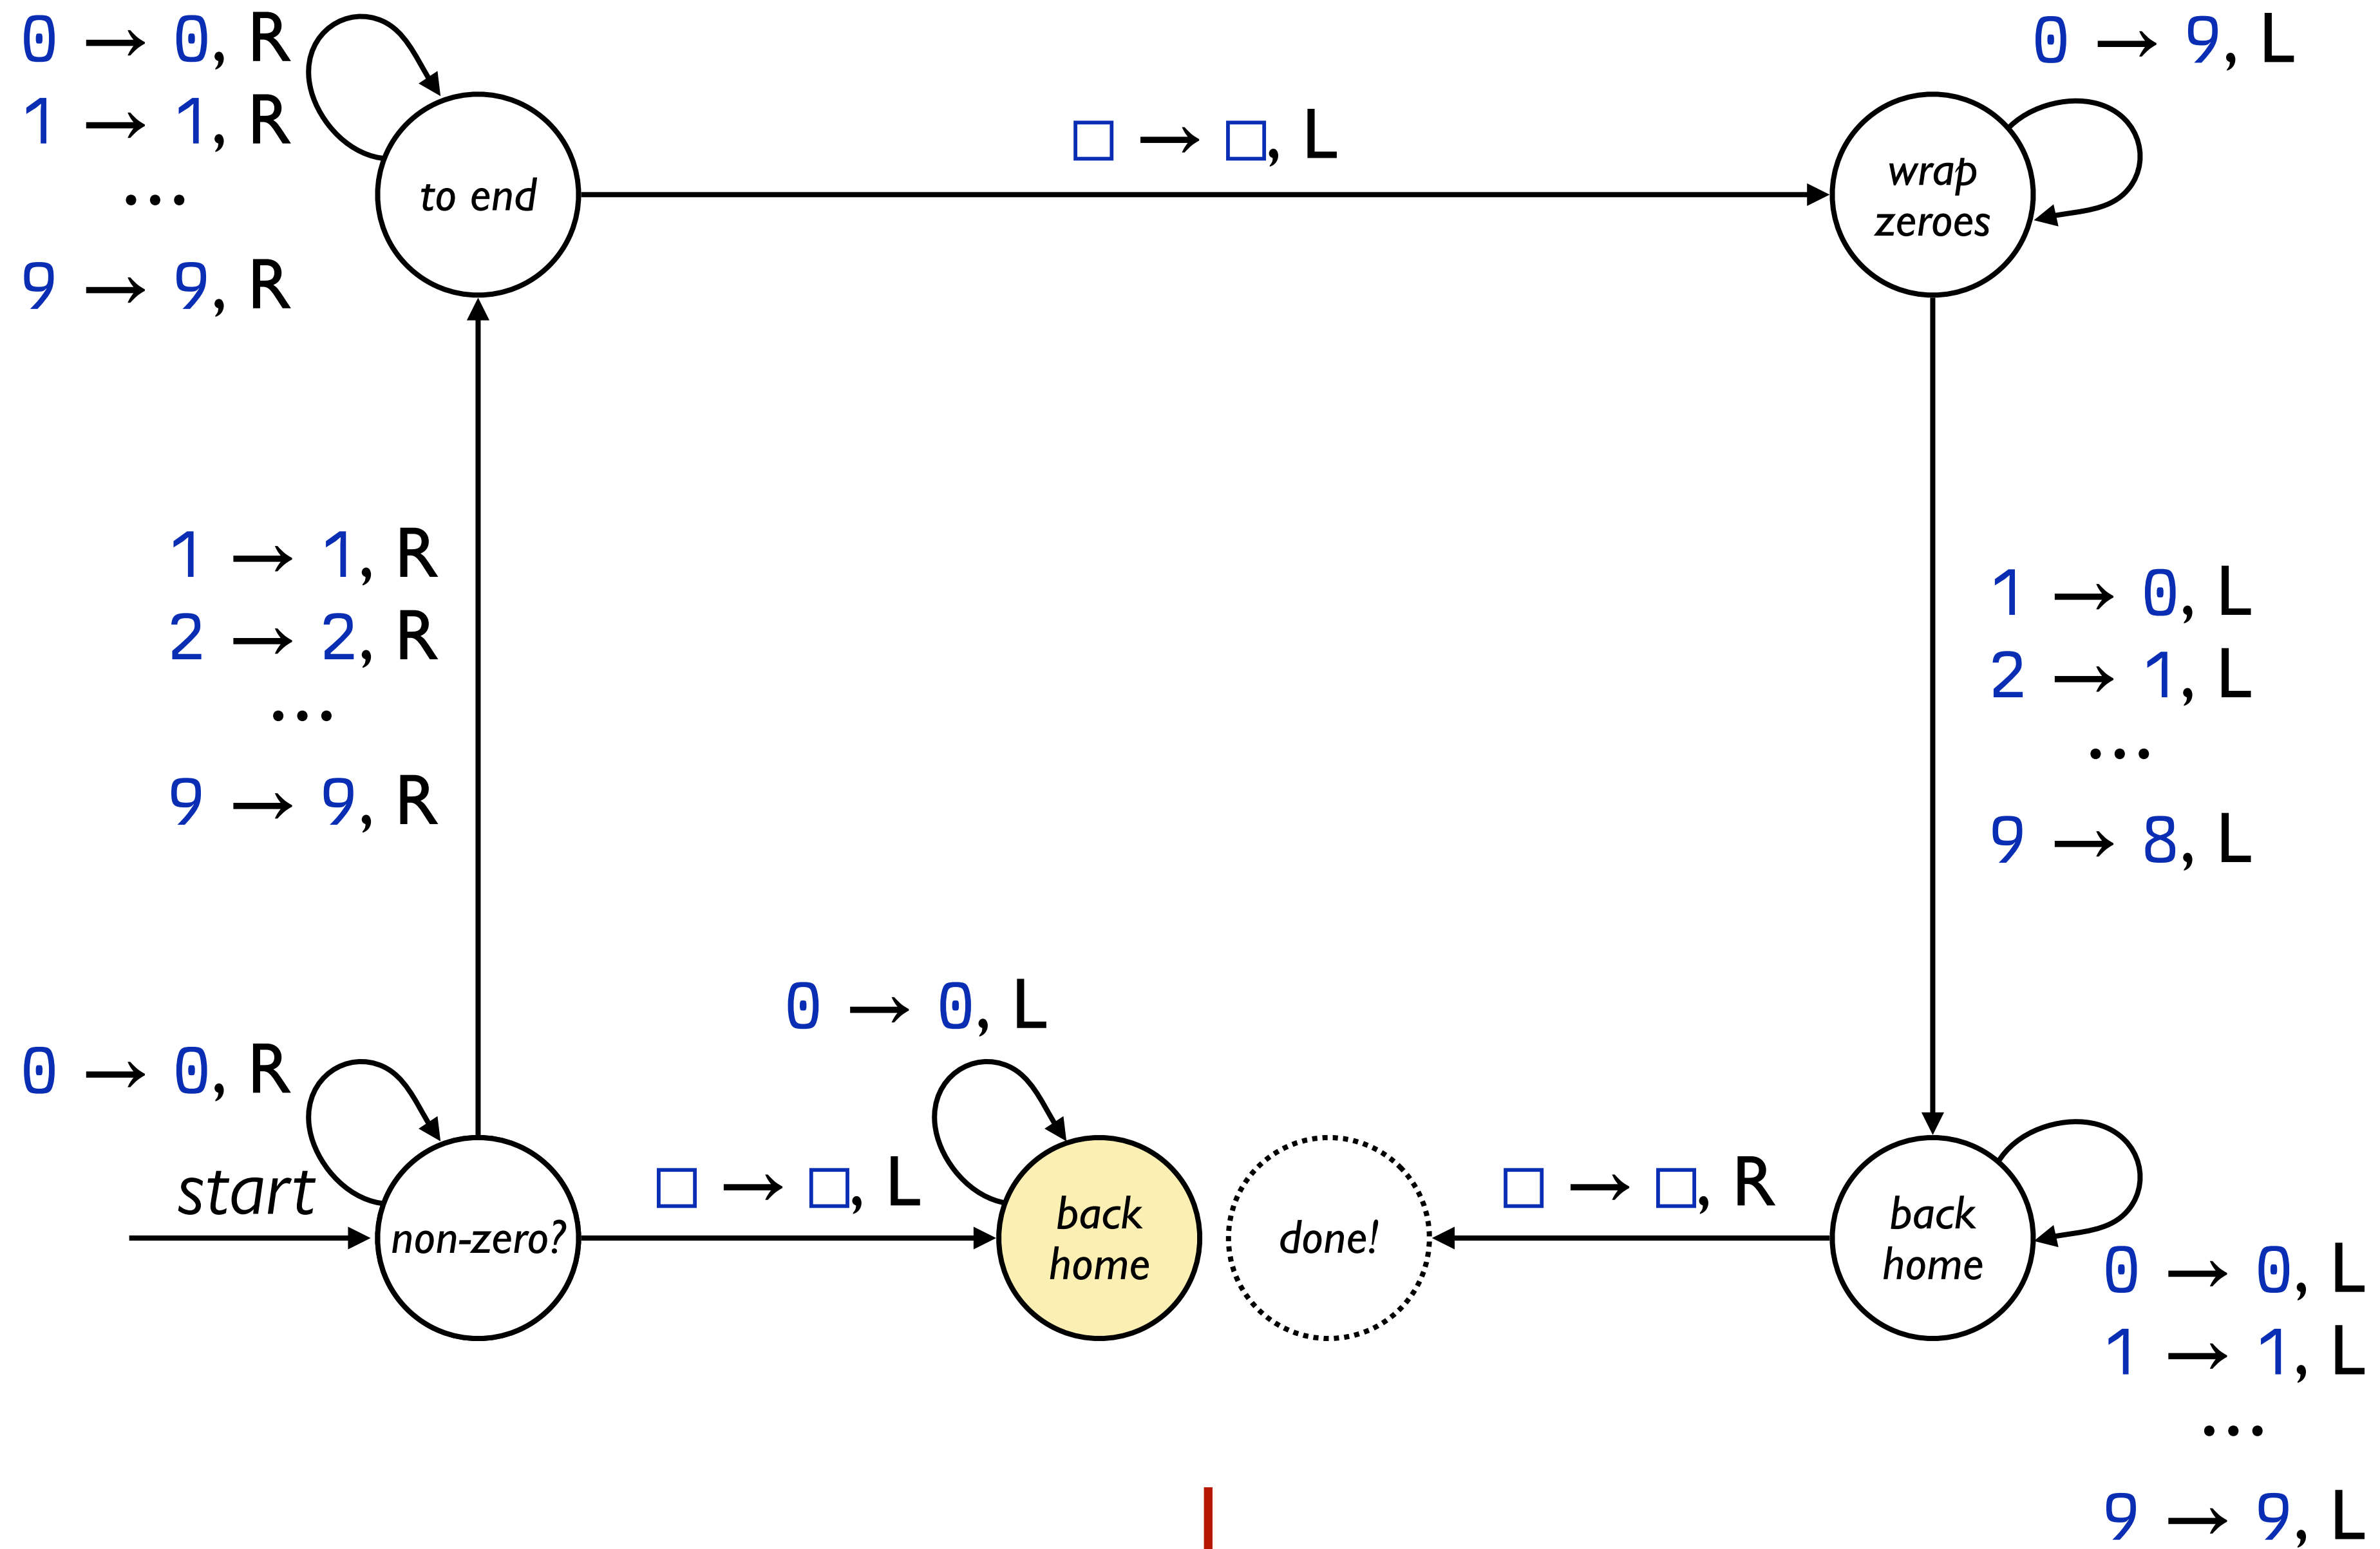 0 → 0, R
1 → 1, R
...
9 → 9, R
to end
□ → □, L
0 → 9, L
wrap
zeroes
1 → 1, R
2 → 2, R
...
9 → 9, R
1 → 0, L
2 → 1, L
...
9 → 8, L
0 → 0, R
start
non-zero?
□ → □, L
0 → 0, L
back
home
done!
□ → □, R
back
home
0 → 0, L
1 → 1, L
...
9 → 9, L